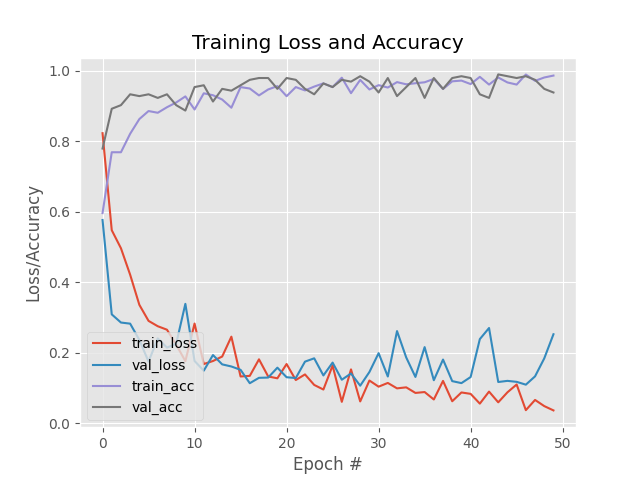 Training Loss and Accuracy
1.0
0.8
0.6
0.4
0.2
0.0
Loss/Accuracy
train_loss
val_loss
train_acc
val_acc
0 10 20 30 40 50
Epoch #